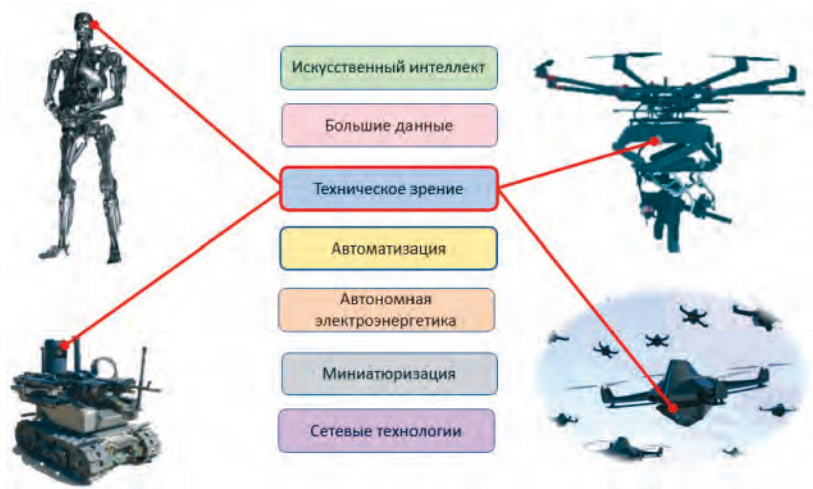 Искусственный интеллект
Большие данные
Техническое зрение
Автоматизация
Автономная
электроэнергетика
Миниатюризация
Сетевые технологии